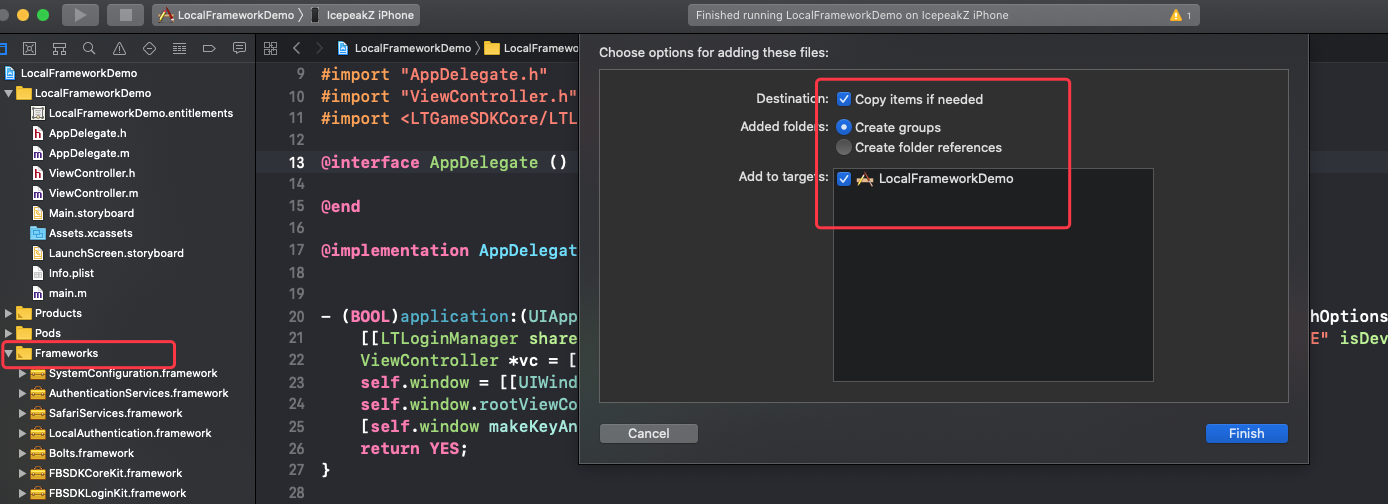 LocalFrameworkDemo
IcepeakZ iPhone
Finished running LocalFrameworkDemo on IcepeakZ iPhone
1
LocalFrameworkDemo
LocalFrameworkDemo
LocalFrameworkDemo.entitlements
AppDelegate.h
AppDelegate.m
ViewController.h
ViewController.m
Main.storyboard
Assets.xcassets
LaunchScreen.storyboard
Info.plist
main.m
Products
Pods
Frameworks
SystemConfiguration.framework
AuthenticationServices.framework
SafariServices.framework
LocalAuthentication.framework
Bolts.framework
FBSDKCoreKit.framework
FBSDKLoginKit.framework
LocalFrameworkDemo
LocalFramewo
9 #import "AppDelegate.h"
10 #import "ViewController.h"
11 #import <LTGameSDKCore/LTL
12
13 @interface AppDelegate ()
14
15 @end
16
17 @implementation AppDelegat
18
19
20 - (BOOL)application:(UIApp hOptions
21 [[LTLoginManager share E" isDev
22 ViewController *vc = [
23 self.window = [[UIWind
24 self.window.rootViewCo
25 [self.window makeKeyAn
26 return YES;
27 }
28
Choose options for adding these files:
Destination: Copy items if needed
Added folders: Create groups
Create folder references
Add to targets: LocalFrameworkDemo
Cancel
Finish